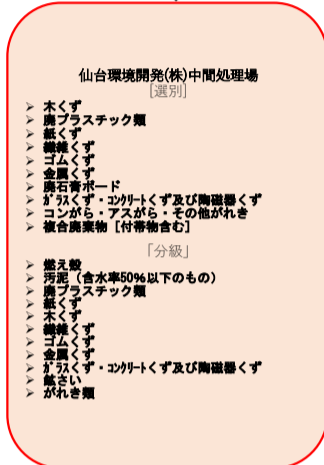 仙台環境開発(株)中間処理場
[選別]
➢ 木くず
➢ 廃プラスチック類
➢ 紙くず
➢ 繊維くず
➢ ゴムくず
➢ 金属くず
➢ 廃石膏ボード
➢ ｶﾞﾗｽくず・ｺﾝｸﾘｰﾄくず及び陶磁器くず
➢ コンがら・アスがら・その他がれき
➢ 複合廃棄物［付帯物含む］
「分級」
➢ 燃え殻
➢ 汚泥（含水率50％以下のもの）
➢ 廃プラスチック類
➢ 紙くず
➢ 木くず
➢ 繊維くず
➢ ゴムくず
➢ 金属くず
➢ ｶﾞﾗｽくず・ｺﾝｸﾘｰﾄくず及び陶磁器くず
➢ 鉱さい
➢ がれき類